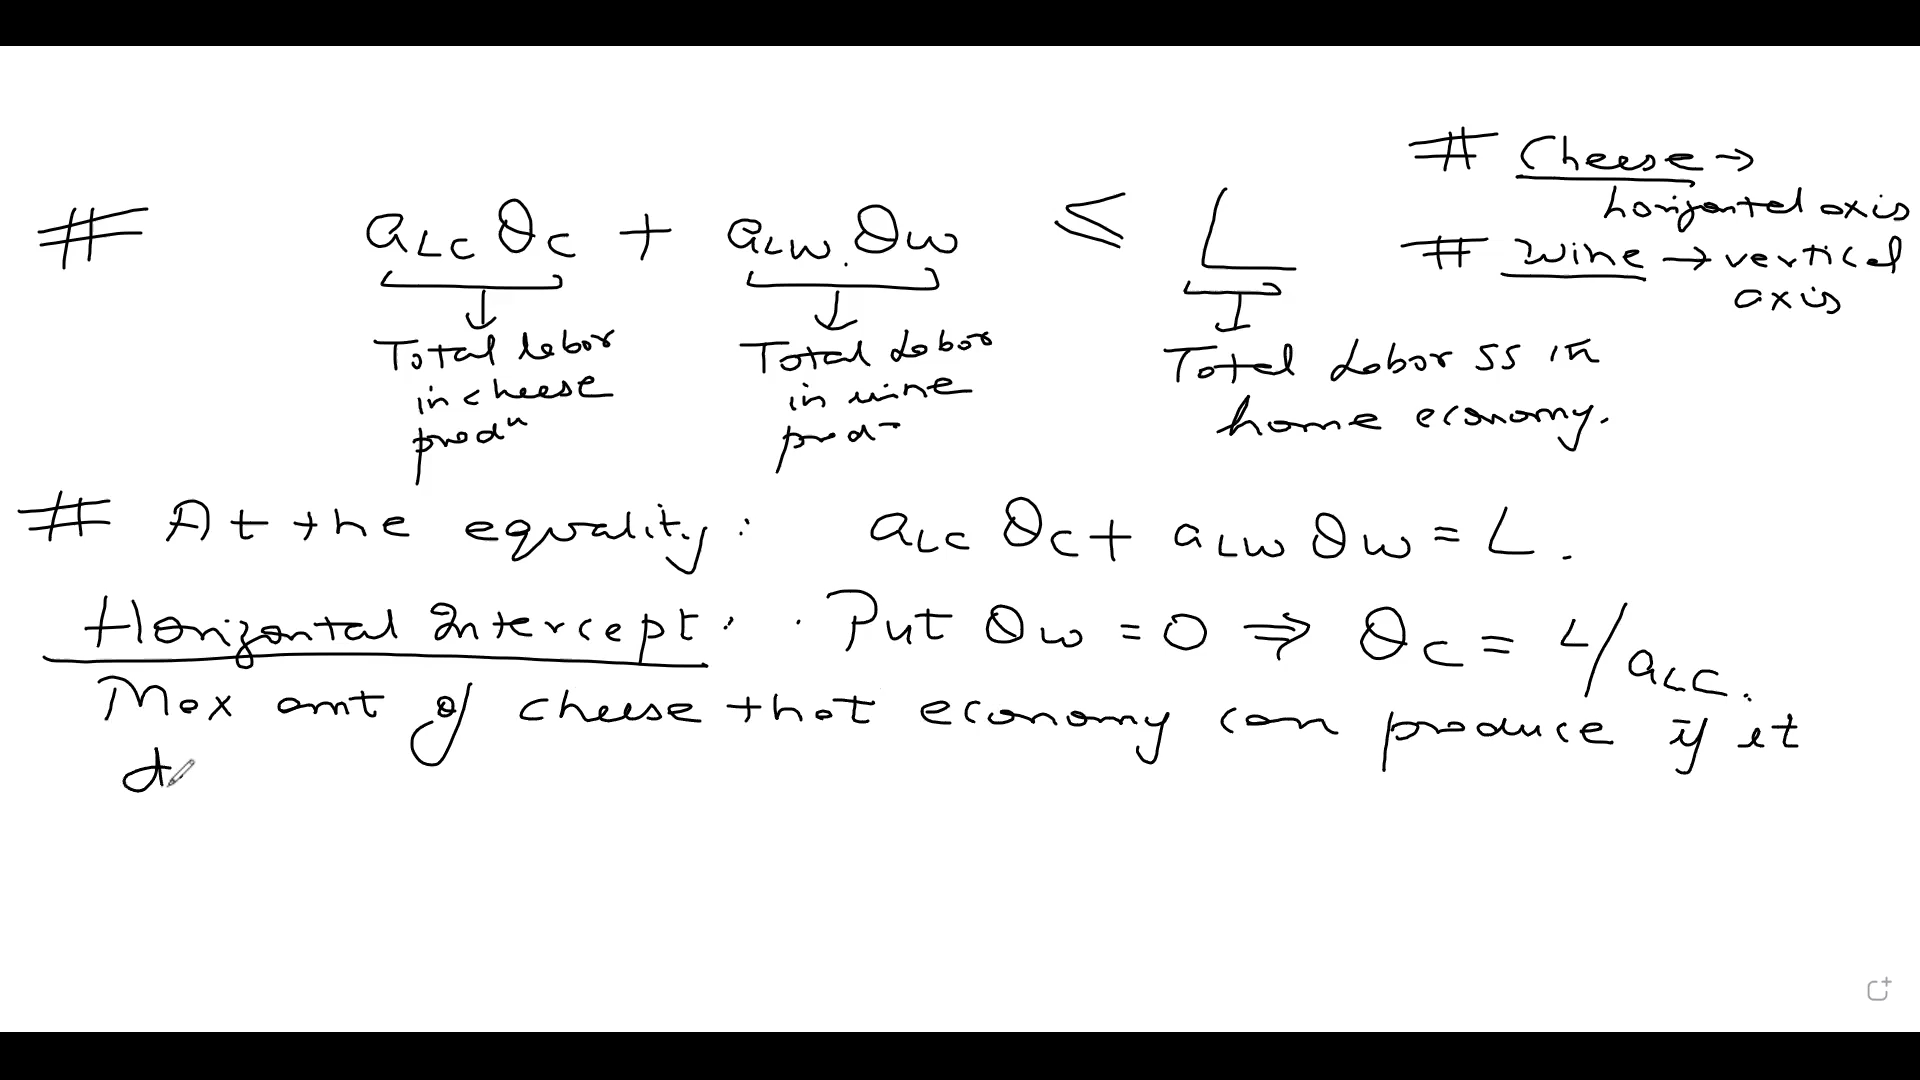 # a_LC Q_C + a_LW. Q_W ≤ L
Total labor in cheese prodⁿ
Total Labor in wine prodⁿ
Total Labor SS in home economy.
# Cheese → horizontal axis
# Wine → vertical axis
# At the equality: a_LC Q_C + a_LW Q_W = L.
Horizontal Intercept: Put Q_W = 0 ⇒ Q_C = L/a_LC.
Max amt of cheese that economy can produce if it
d